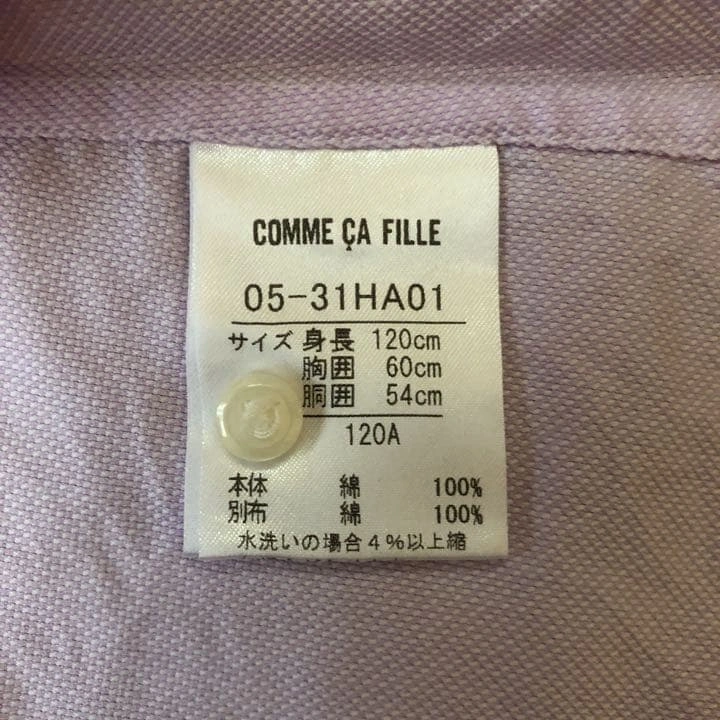 COMME ÇA FILLE
05-31HA01
サイズ 身長 120cm
胸囲 60cm
胴囲 54cm
120A
本体 綿 100%
別布 綿 100%
水洗いの場合4%以上縮